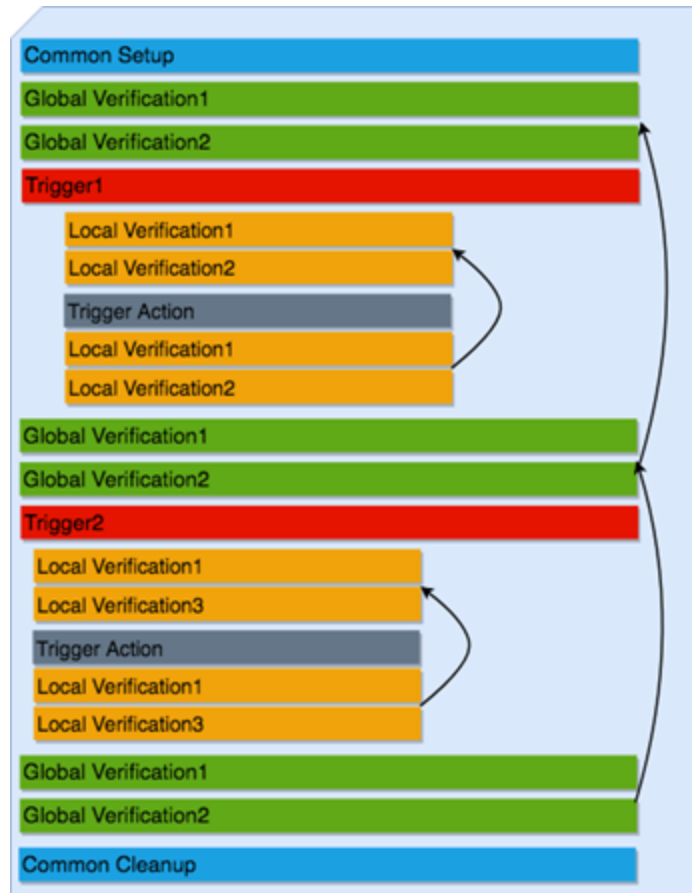 Common Setup
Global Verification1
Global Verification2
Trigger1
Local Verification1
Local Verification2
Trigger Action
Local Verification1
Local Verification2
Global Verification1
Global Verification2
Trigger2
Local Verification1
Local Verification3
Trigger Action
Local Verification1
Local Verification3
Global Verification1
Global Verification2
Common Cleanup